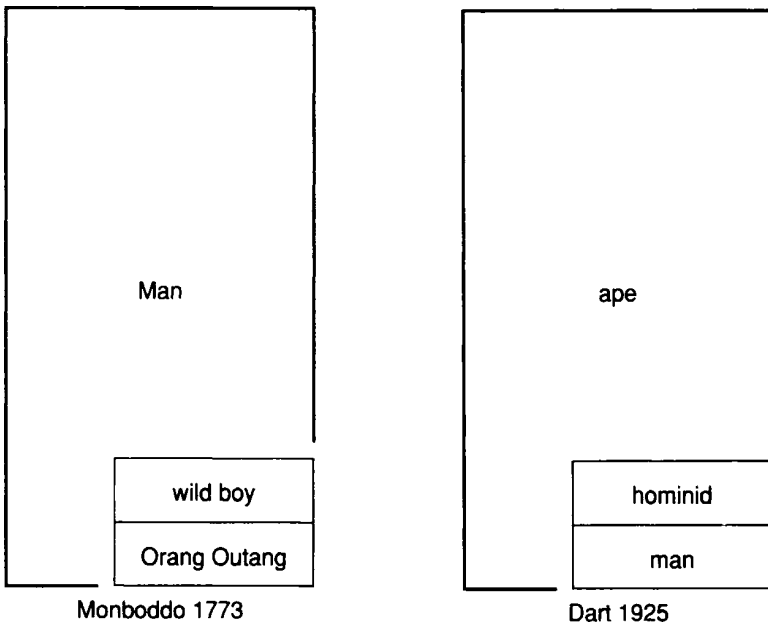 Man
wild boy
Orang Outang
Monboddo 1773
ape
hominid
man
Dart 1925